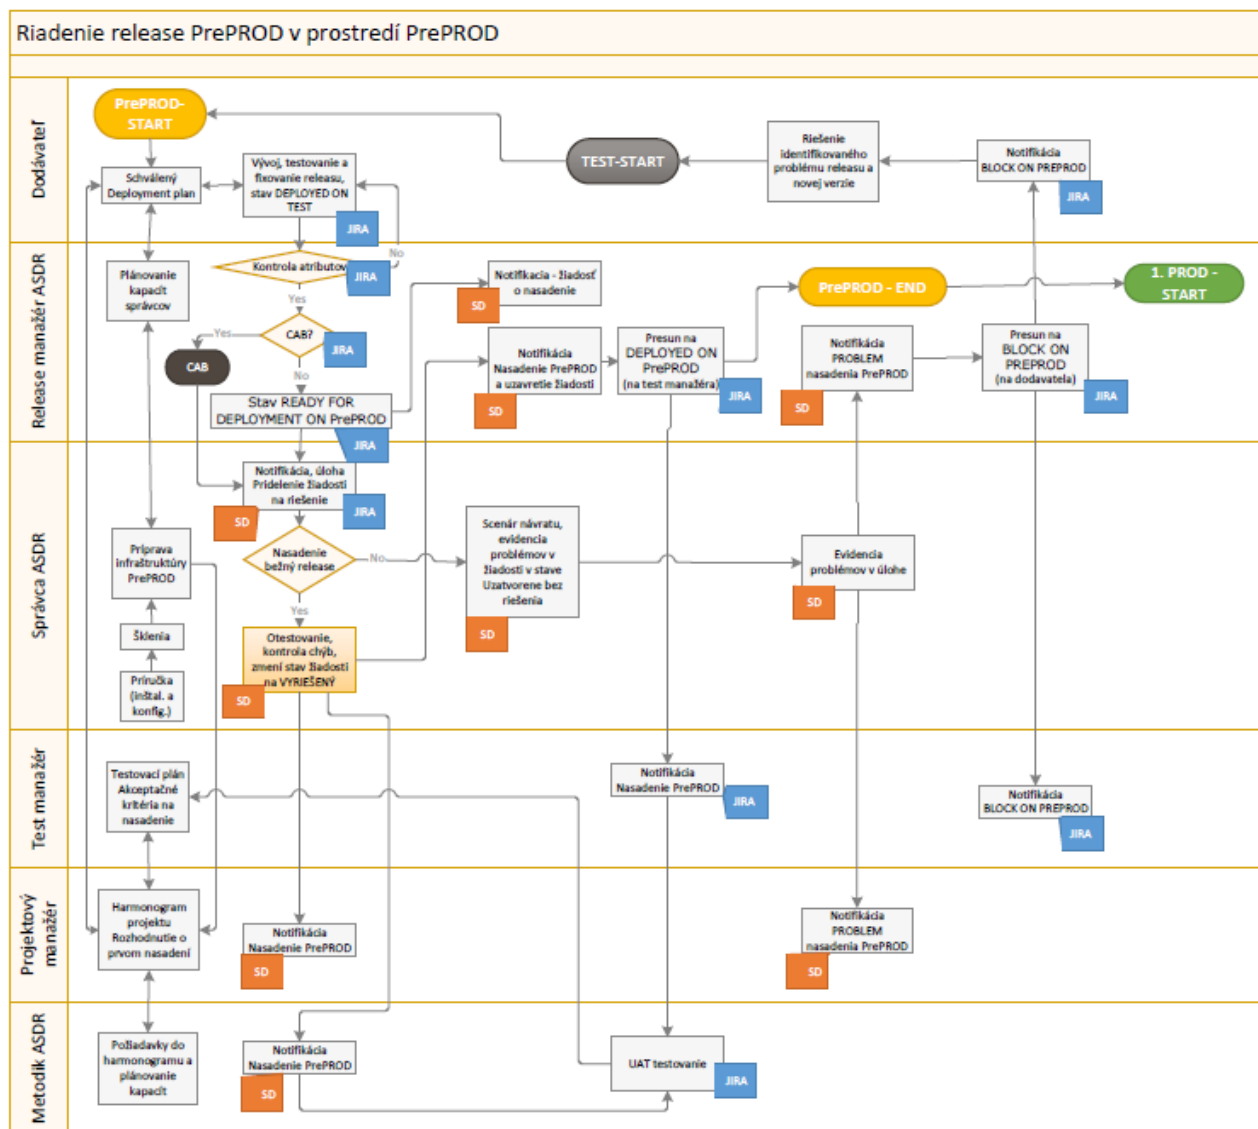 Riadenie release PrePROD v prostredí PrePROD
Dodávateľ
PrePROD-
START
Schválený
Deployment plan
Vývoj, testovanie a
fixovanie releasu,
stav DEPLOYED ON
TEST
JIRA
TEST-START
Riešenie
identifikovaného
problému releasu a
novej verzie
Notifikácia
BLOCK ON PREPROD
JIRA
Release manažér ASDR
Plánovanie
kapacít
správcov
Kontrola atributov
JIRA
No
Yes
CAB?
JIRA
Yes
CAB
No
Stav READY FOR
DEPLOYMENT ON PrePROD
JIRA
Notifikacia - žiadosť
o nasadenie
SD
Notifikácia
Nasadenie PrePROD
a uzavretie žiadosti
SD
Presun na
DEPLOYED ON
PrePROD
(na test manažéra)
JIRA
PrePROD - END
Notifikácia
PROBLEM
nasadenia PrePROD
SD
Presun na
BLOCK ON
PREPROD
(na dodavatela)
JIRA
1. PROD -
START
Správca ASDR
Príprava
infraštruktúry
PrePROD
Šklenia
Príručka
(inštal. a
konfig.)
Notifikácia, úloha
Pridelenie žiadosti
na riešenie
SD
JIRA
Nasadenie
bežný release
No
Yes
Otestovanie,
kontrola chýb,
zmení stav žiadosti
na VYRIEŠENÝ
SD
Scenár návratu,
evidencia
problémov v
žiadosti v stave
Uzatvorene bez
riešenia
SD
Evidencia
problémov v úlohe
SD
Test manažér
Testovací plán
Akceptačné
kritéria na
nasadenie
Notifikácia
Nasadenie PrePROD
JIRA
Notifikácia
BLOCK ON PREPROD
JIRA
Projektový
manažér
Harmonogram
projektu
Rozhodnutie o
prvom nasadení
Notifikácia
Nasadenie PrePROD
SD
Notifikácia
PROBLEM
nasadenia PrePROD
SD
Metodik ASDR
Požiadavky do
harmonogramu a
plánovanie
kapacít
Notifikácia
Nasadenie PrePROD
SD
UAT testovanie
JIRA